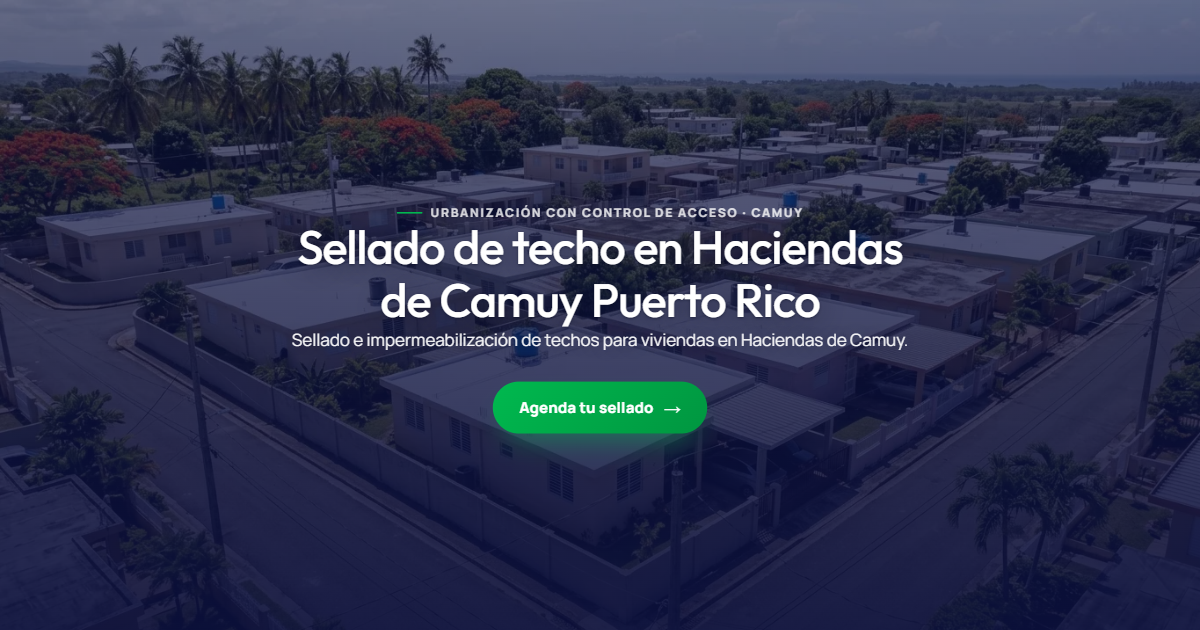 URBANIZACIÓN CON CONTROL DE ACCESO · CAMUY
Sellado de techo en Haciendas
de Camuy Puerto Rico
Sellado e impermeabilización de techos para viviendas en Haciendas de Camuy.
Agenda tu sellado →